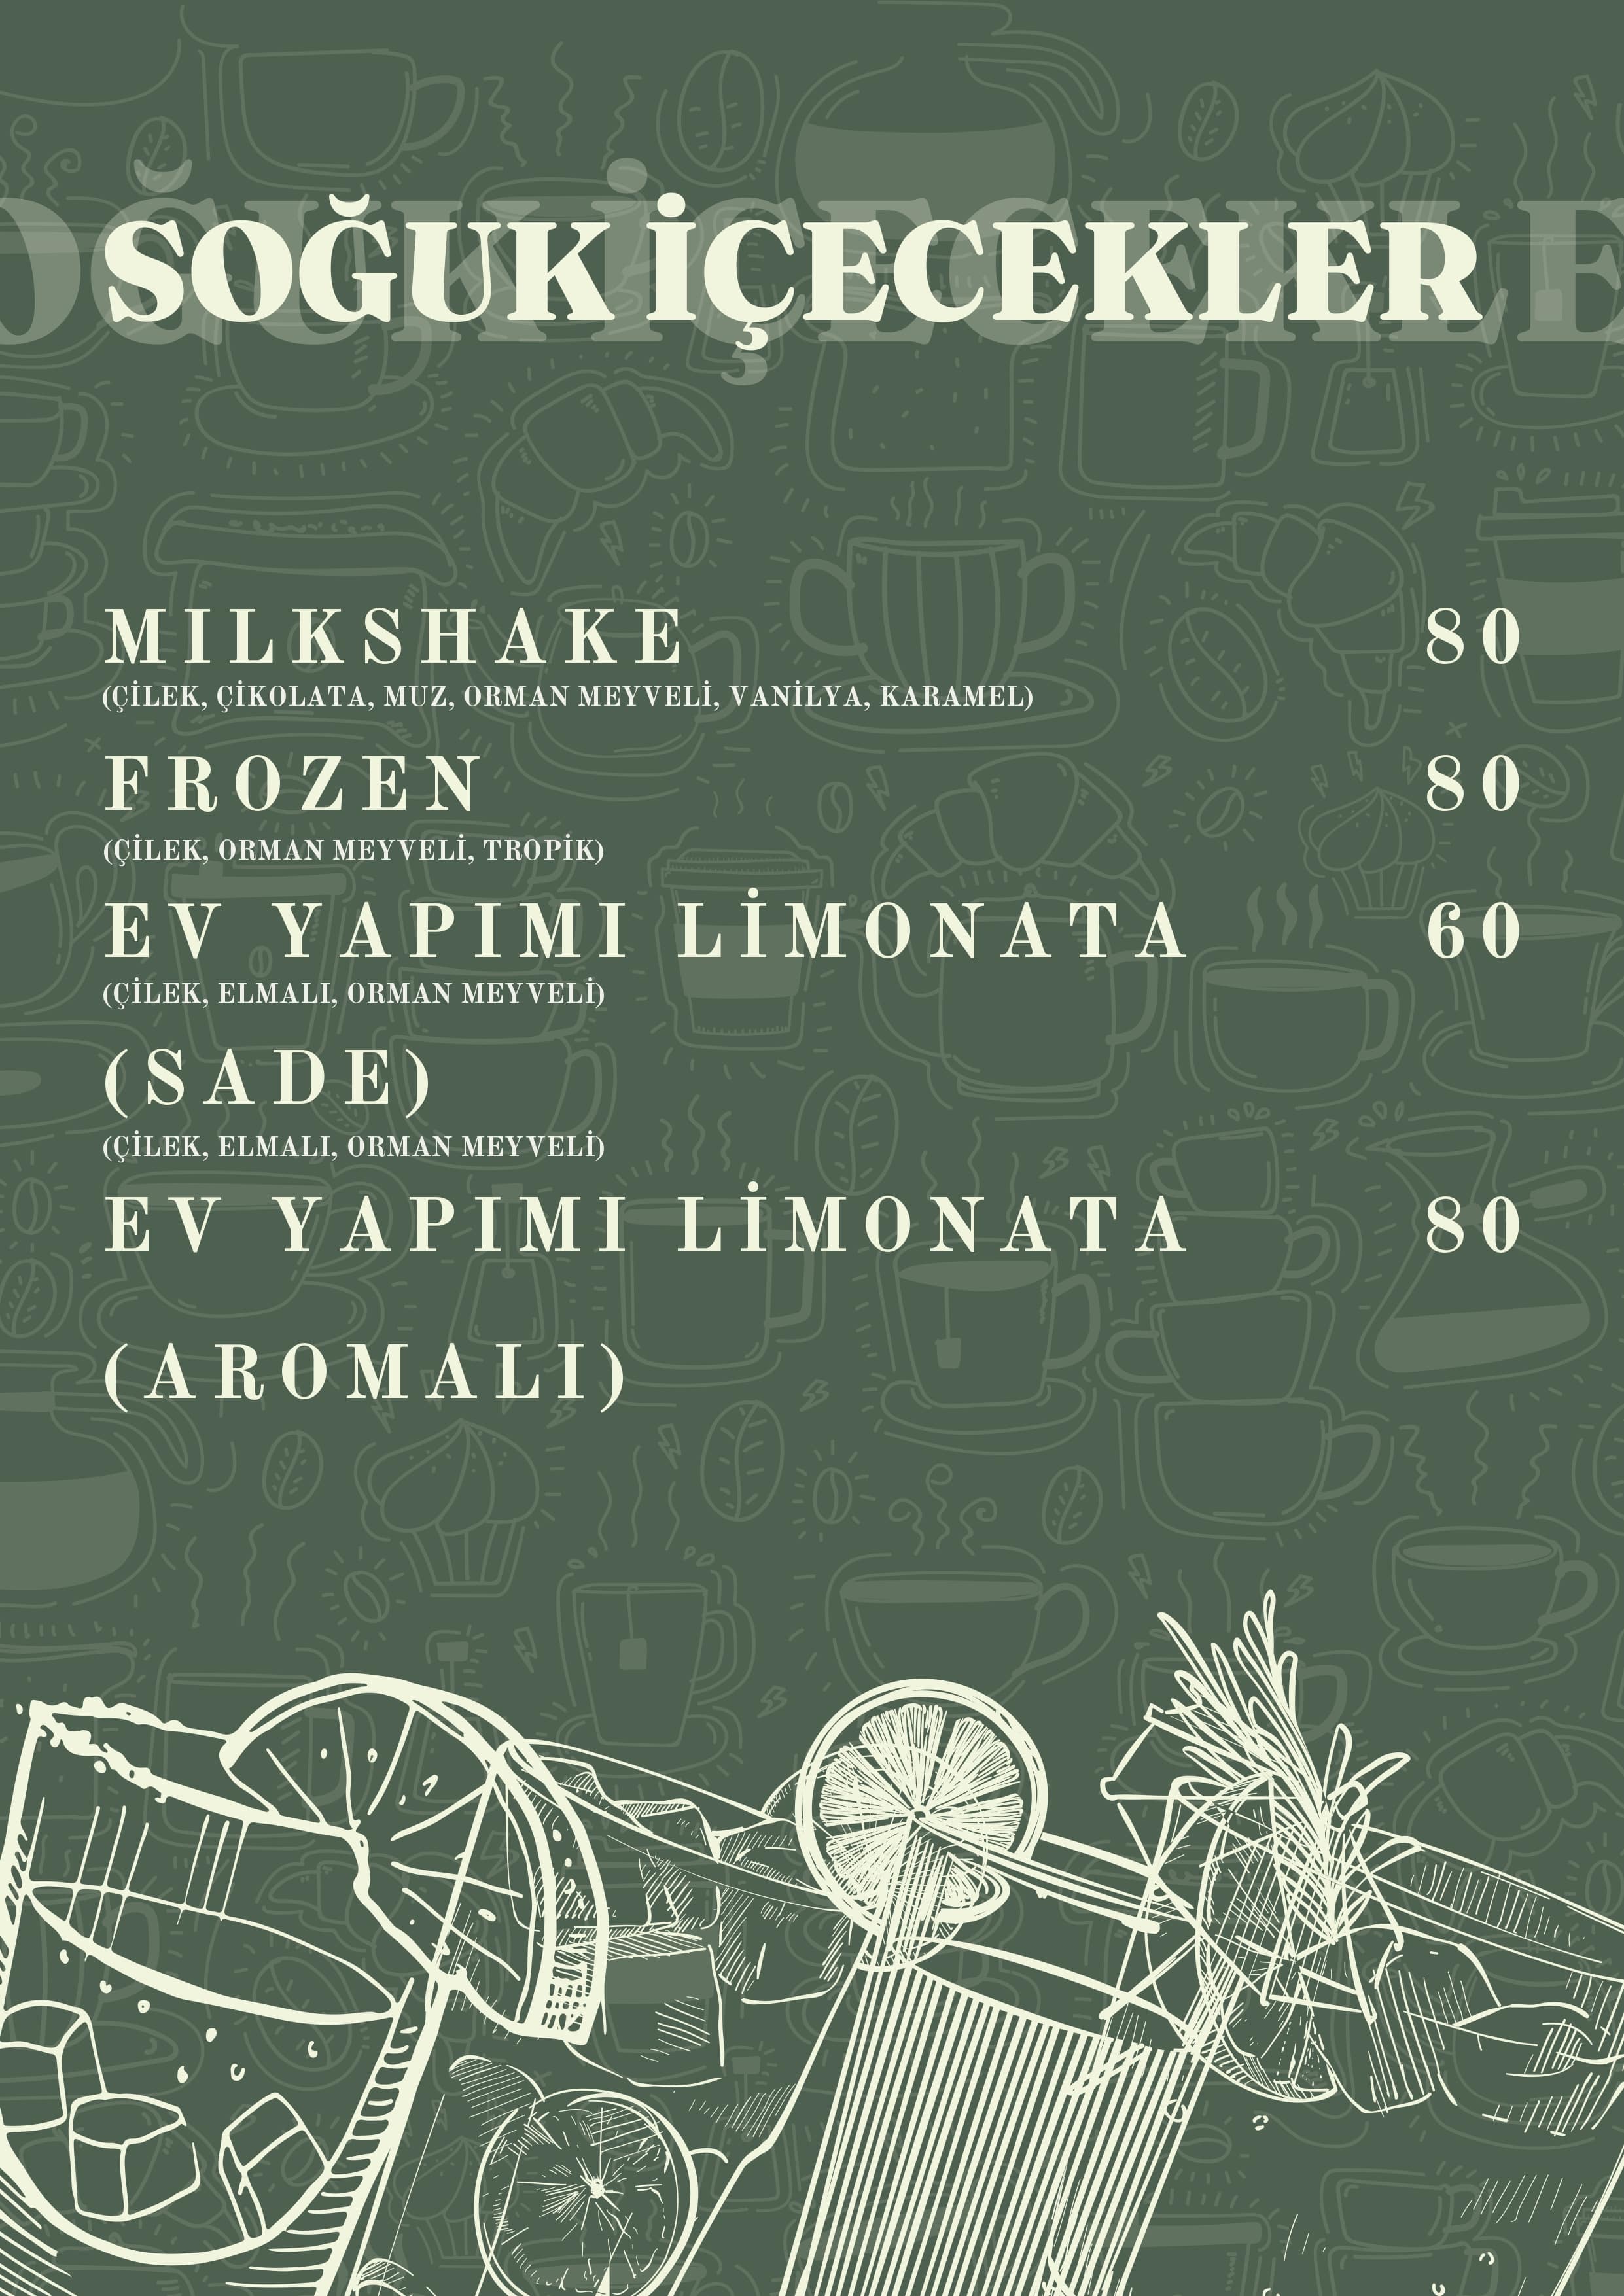 SOĞUK İÇECEKLER
MILKSHAKE 80
(ÇİLEK, ÇİKOLATA, MUZ, ORMAN MEYVELİ, VANİLYA, KARAMEL)
FROZEN 80
(ÇİLEK, ORMAN MEYVELİ, TROPİK)
EV YAPIMI LİMONATA 60
(ÇİLEK, ELMALI, ORMAN MEYVELİ)
(SADE)
(ÇİLEK, ELMALI, ORMAN MEYVELİ)
EV YAPIMI LİMONATA 80
(AROMALI)